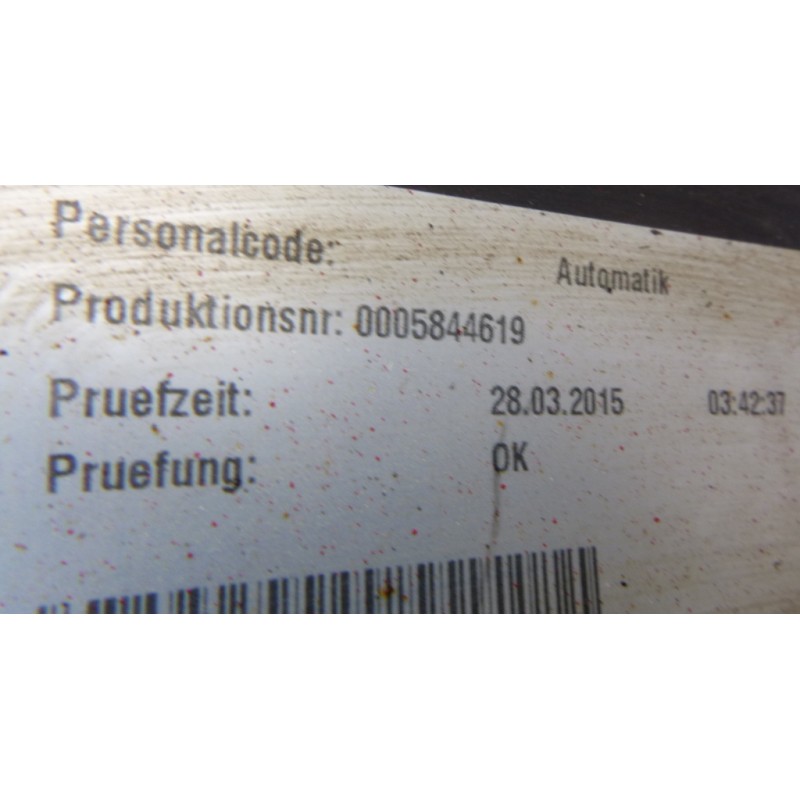 Personalcode: Automatik
Produktionsnr: 0005844619
Pruefzeit: 28.03.2015 03:42:37
Pruefung: OK